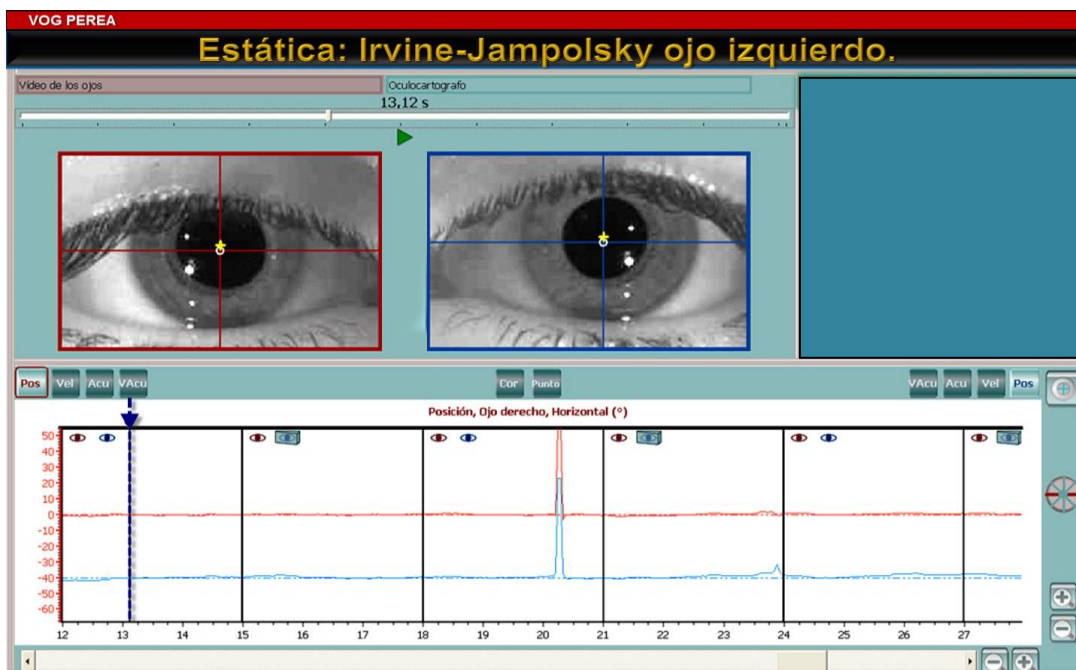 VOG PEREA
Estática: Irvine-Jampolsky ojo izquierdo.
Vídeo de los ojos Oculocartografo
13,12 s
Pos Vel Acu VAcu Cor Punto VAcu Acu Vel Pos
Posición, Ojo derecho, Horizontal (°)
50
40
30
20
10
0
-10
-20
-30
-40
-50
-60
12 13 14 15 16 17 18 19 20 21 22 23 24 25 26 27